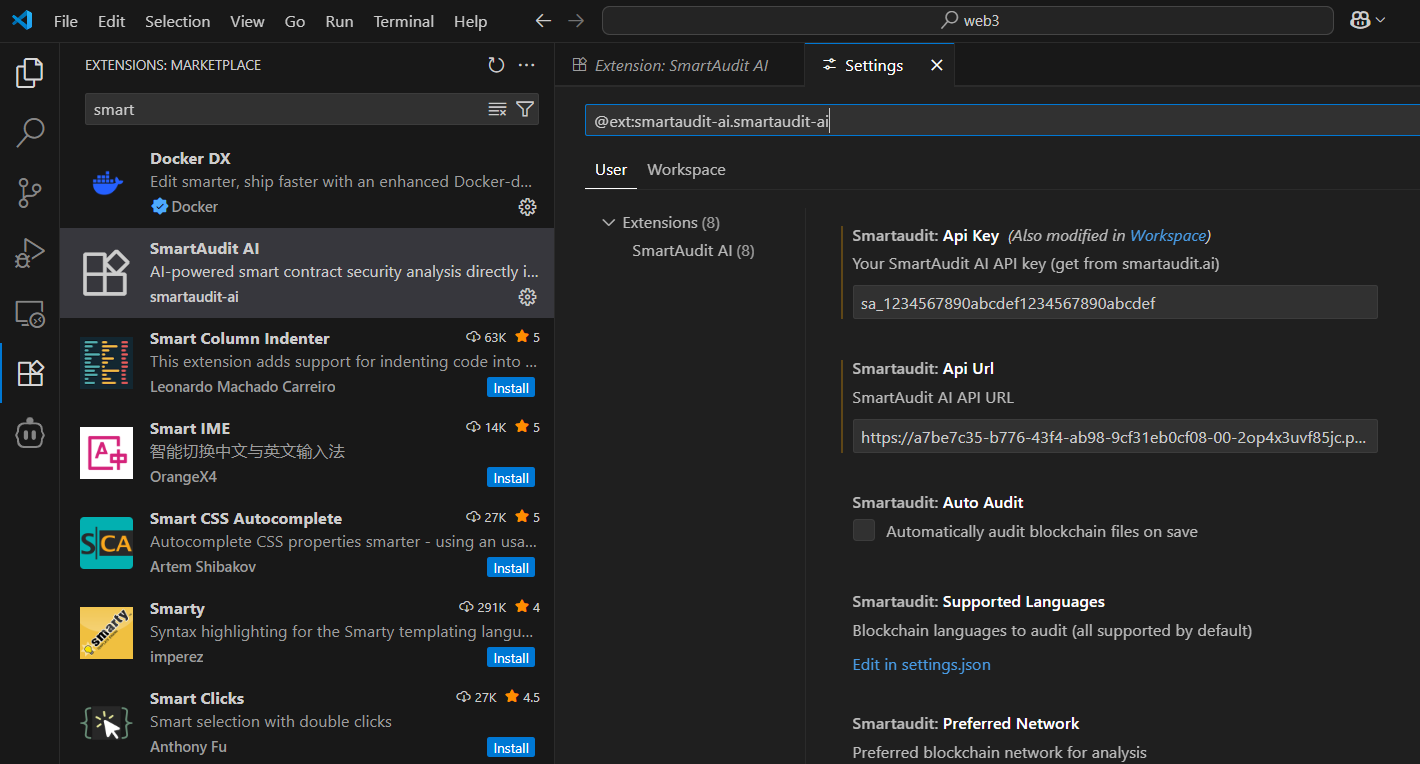 File Edit Selection View Go Run Terminal Help
web3
EXTENSIONS: MARKETPLACE
smart
Docker DX
Edit smarter, ship faster with an enhanced Docker-d...
Docker
SmartAudit AI
AI-powered smart contract security analysis directly i...
smartaudit-ai
Smart Column Indenter 63K 5
This extension adds support for indenting code into ...
Leonardo Machado Carreiro Install
Smart IME 14K 5
智能切换中文与英文输入法
OrangeX4 Install
Smart CSS Autocomplete 27K 5
Autocomplete CSS properties smarter - using an usa...
Artem Shibakov Install
Smarty 291K 4
Syntax highlighting for the Smarty templating langu...
imperez Install
Smart Clicks 27K 4.5
Smart selection with double clicks
Anthony Fu Install
S CA
smarty
Extension: SmartAudit AI Settings
@ext:smartaudit-ai.smartaudit-ai
User Workspace
Extensions (8)
SmartAudit AI (8)
Smartaudit: Api Key (Also modified in Workspace)
Your SmartAudit AI API key (get from smartaudit.ai)
sa_1234567890abcdef1234567890abcdef
Smartaudit: Api Url
SmartAudit AI API URL
https://a7be7c35-b776-43f4-ab98-9cf31eb0cf08-00-2op4x3uvf85jc.p...
Smartaudit: Auto Audit
Automatically audit blockchain files on save
Smartaudit: Supported Languages
Blockchain languages to audit (all supported by default)
Edit in settings.json
Smartaudit: Preferred Network
Preferred blockchain network for analysis